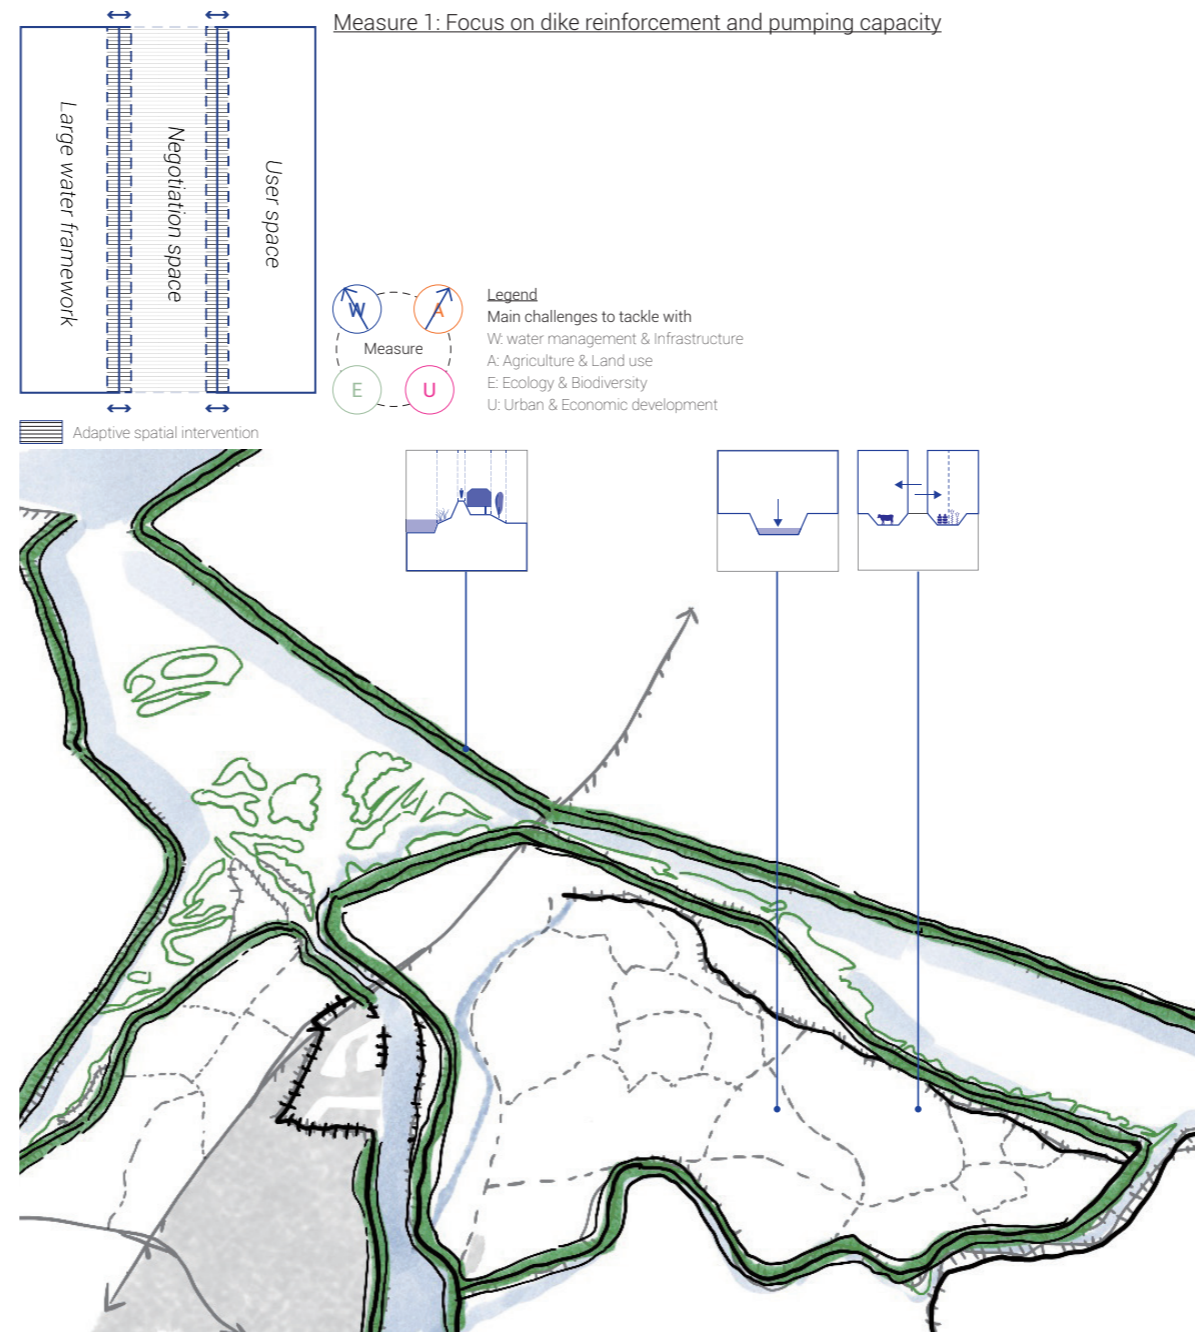 Measure 1: Focus on dike reinforcement and pumping capacity
Large water framework
Negotiation space
User space
W
A
Measure
E
U
Legend
Main challenges to tackle with
W: water management & Infrastructure
A: Agriculture & Land use
E: Ecology & Biodiversity
U: Urban & Economic development
Adaptive spatial intervention